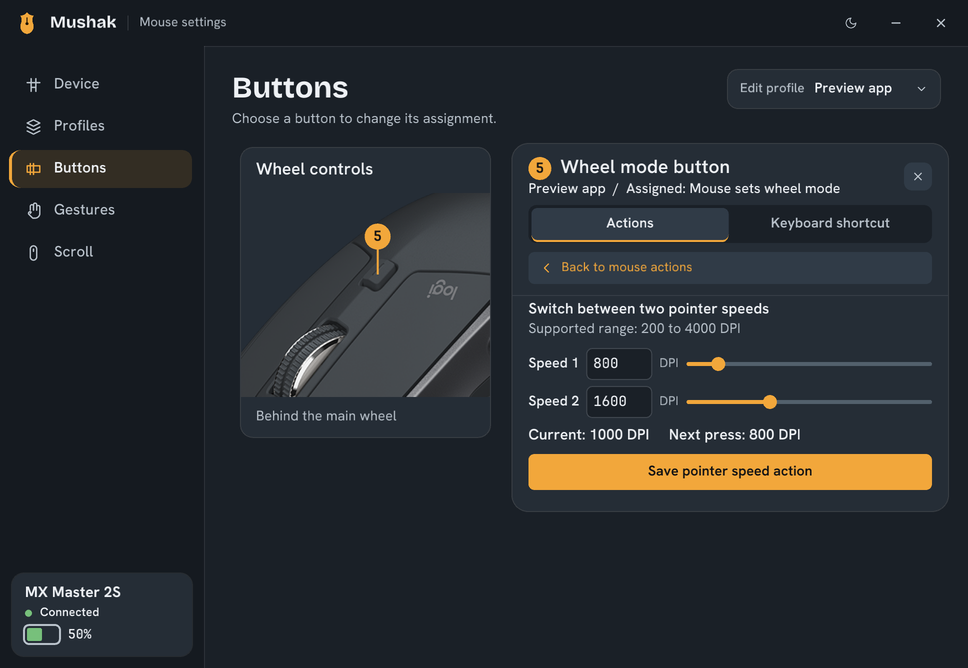 Mushak
Mouse settings
Device
Profiles
Buttons
Gestures
Scroll
MX Master 2S
Connected
50%
Buttons
Choose a button to change its assignment.
Edit profile Preview app
Wheel controls
5
logi
Behind the main wheel
5 Wheel mode button
Preview app / Assigned: Mouse sets wheel mode
Actions
Keyboard shortcut
Back to mouse actions
Switch between two pointer speeds
Supported range: 200 to 4000 DPI
Speed 1 800 DPI
Speed 2 1600 DPI
Current: 1000 DPI Next press: 800 DPI
Save pointer speed action